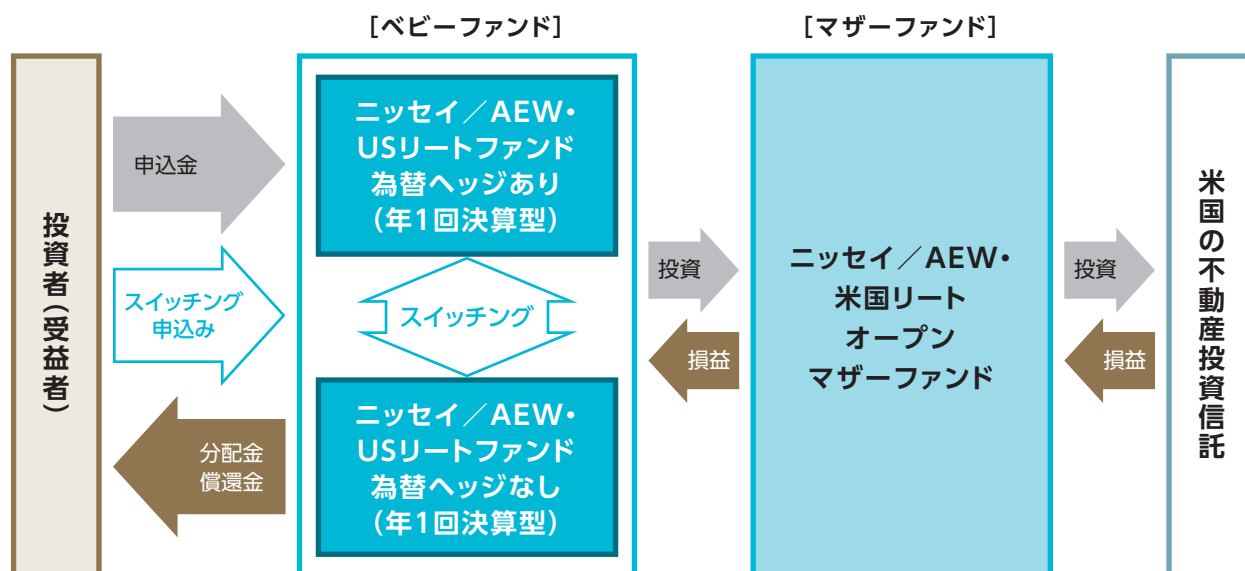 [ベビーファンド]
[マザーファンド]
投資者(受益者)
申込金
スイッチング
申込み
分配金
償還金
ニッセイ／AEW・
USリートファンド
為替ヘッジあり
(年1回決算型)
スイッチング
ニッセイ／AEW・
USリートファンド
為替ヘッジなし
(年1回決算型)
投資
損益
ニッセイ／AEW・
米国リート
オープン
マザーファンド
投資
損益
米国の不動産投資信託